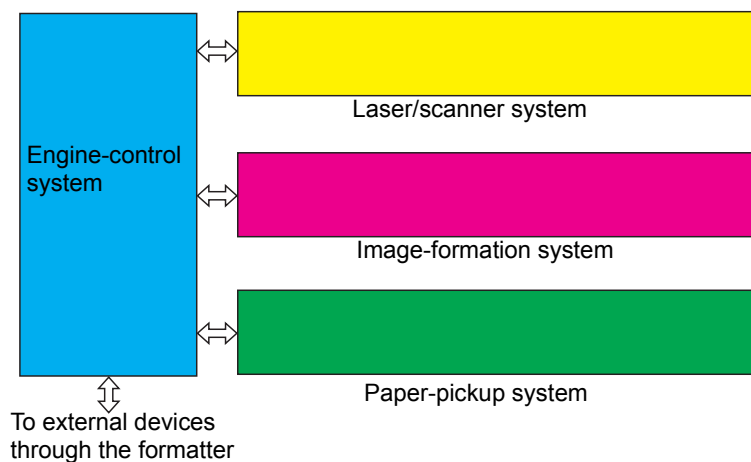 Laser/scanner system
Engine-control
system
Image-formation system
Paper-pickup system
To external devices
through the formatter